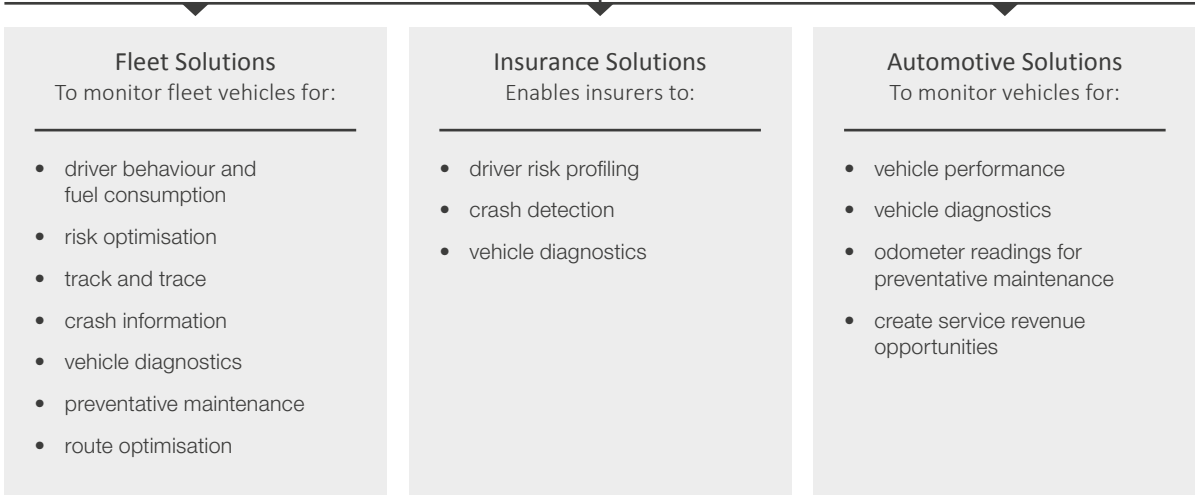 Fleet Solutions
To monitor fleet vehicles for:
• driver behaviour and
fuel consumption
• risk optimisation
• track and trace
• crash information
• vehicle diagnostics
• preventative maintenance
• route optimisation
Insurance Solutions
Enables insurers to:
• driver risk profiling
• crash detection
• vehicle diagnostics
Automotive Solutions
To monitor vehicles for:
• vehicle performance
• vehicle diagnostics
• odometer readings for
preventative maintenance
• create service revenue
opportunities